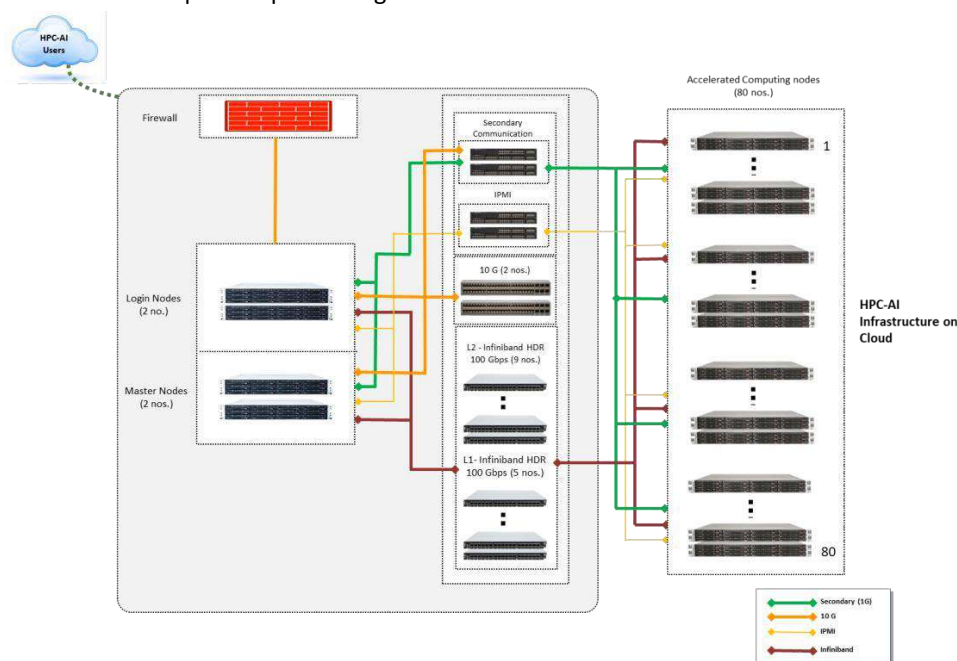 HPC-AI
Users
Firewall
Login Nodes
(2 no.)
Master Nodes
(2 nos.)
Secondary
Communication
IPMI
10 G (2 nos.)
L2 - Infiniband HDR
100 Gbps (9 nos.)
L1- Infiniband HDR
100 Gbps (5 nos.)
Accelerated Computing nodes
(80 nos.)
1
80
HPC-AI
Infrastructure on
Cloud
Secondary (1G)
10 G
IPMI
Infiniband